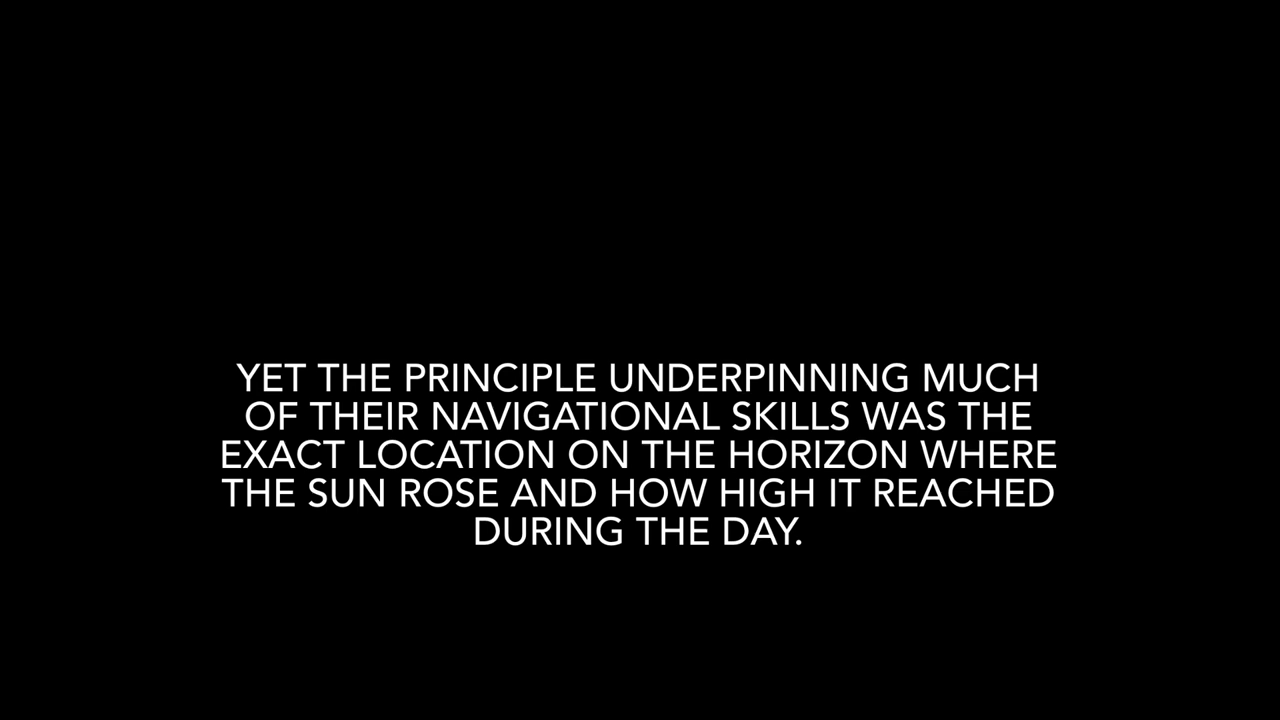 YET THE PRINCIPLE UNDERPINNING MUCH
OF THEIR NAVIGATIONAL SKILLS WAS THE
EXACT LOCATION ON THE HORIZON WHERE
THE SUN ROSE AND HOW HIGH IT REACHED
DURING THE DAY.